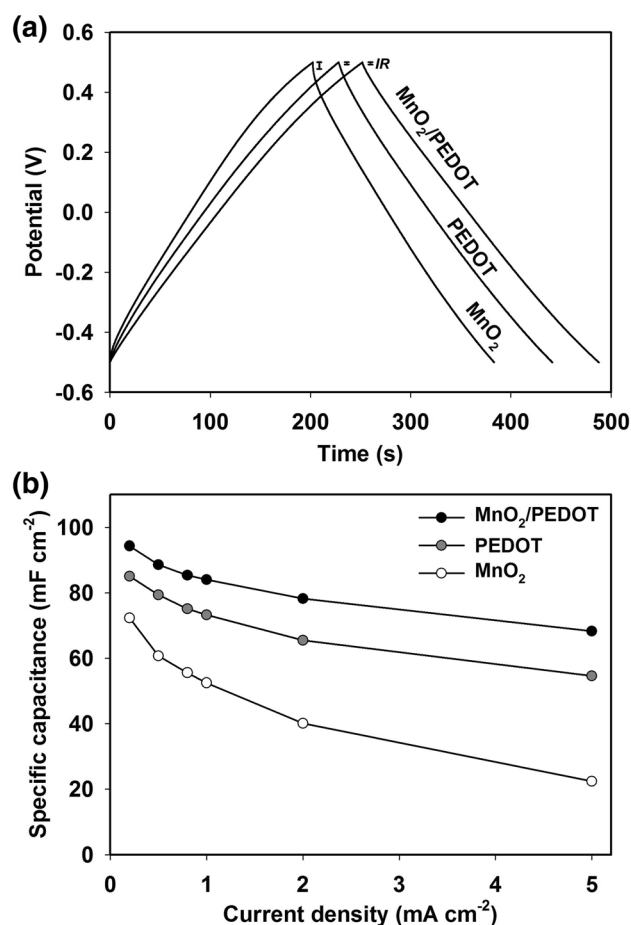 (a)
0.6
0.4
0.2
0.0
-0.2
-0.4
-0.6
Potential (V)
IR
MnO₂/PEDOT
PEDOT
MnO₂
0 100 200 300 400 500
Time (s)
(b)
100
80
60
40
20
0
Specific capacitance (mF cm⁻²)
MnO₂/PEDOT
PEDOT
MnO₂
0 1 2 3 4 5
Current density (mA cm⁻²)